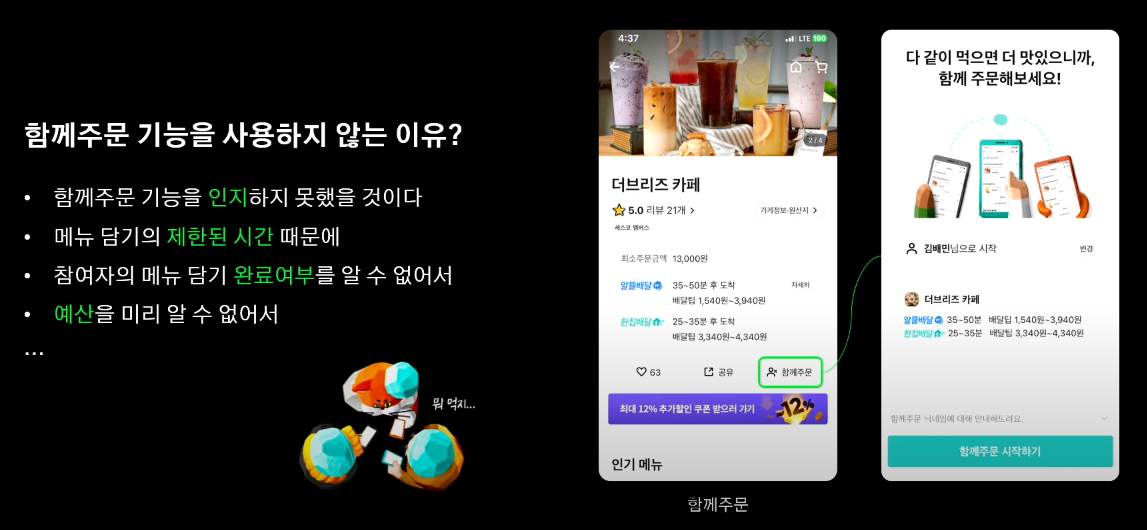 함께주문 기능을 사용하지 않는 이유?
• 함께주문 기능을 인지하지 못했을 것이다
• 메뉴 담기의 제한된 시간 때문에
• 참여자의 메뉴 담기 완료여부를 알 수 없어서
• 예산을 미리 알 수 없어서
...
뭐 먹지...
4:37 LTE 100
2 / 4
더브리즈 카페
5.0 리뷰 21개 > 가게정보·원산지 >
세스코 멤버스
최소주문금액 13,000원
알뜰배달 35~50분 후 도착 자세히
배달팁 1,540원~3,940원
한집배달 25~35분 후 도착
배달팁 3,340원~4,340원
63 공유 함께주문
최대 12% 추가할인 쿠폰 받으러 가기 12%
인기 메뉴
함께주문
다 같이 먹으면 더 맛있으니까,
함께 주문해보세요!
김배민님으로 시작 변경
더브리즈 카페
알뜰배달 35~50분 배달팁 1,540원~3,940원
한집배달 25~35분 배달팁 3,340원~4,340원
함께주문 닉네임에 대해 안내해드려요.
함께주문 시작하기